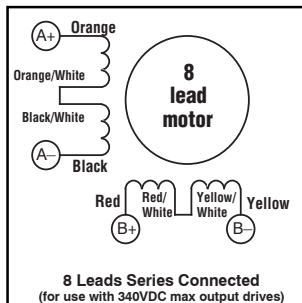 A+
Orange
Orange/White
Black/White
A–
Black
8
lead
motor
Red
Red/
White
Yellow/
White
Yellow
B+
B–
8 Leads Series Connected
(for use with 340VDC max output drives)